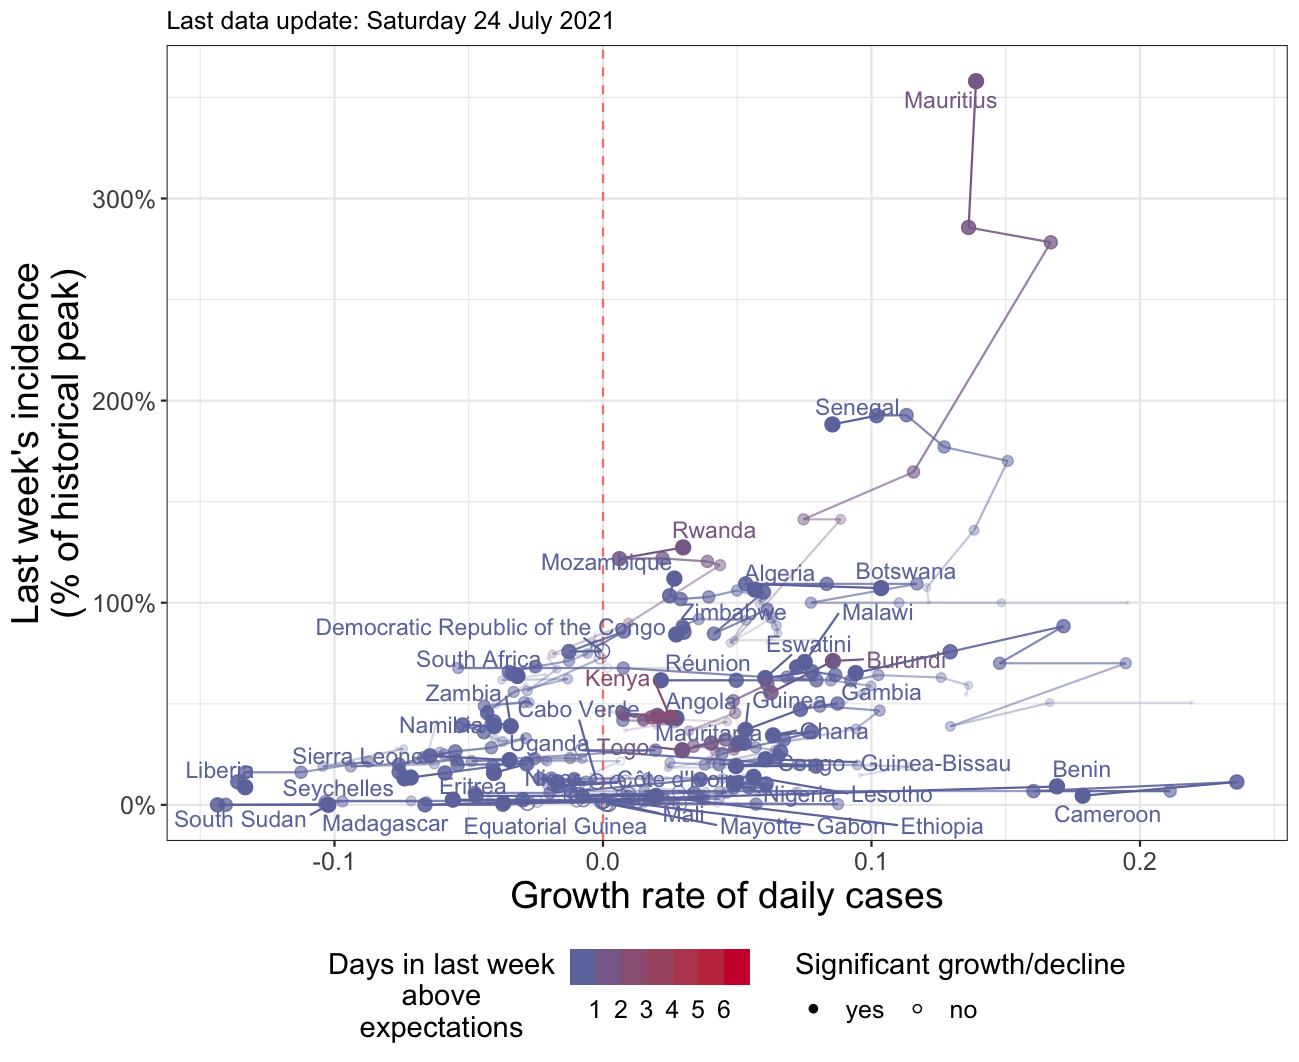 Last data update: Saturday 24 July 2021
Last week's incidence
(% of historical peak)
300%
200%
100%
0%
Mauritius
Senegal
Rwanda
Mozambique
Algeria
Botswana
Zimbabwe
Malawi
Democratic Republic of the Congo
Eswatini
South Africa
Réunion
Burundi
Kenya
Zambia
Angola
Guinea
Gambia
Cabo Verde
Namibia
Mauritania
Ghana
Uganda
Togo
Sierra Leone
Congo
Guinea-Bissau
Liberia
Benin
Niger
Côte d'Ivoire
Seychelles
Eritrea
Nigeria
Lesotho
South Sudan
Madagascar
Equatorial Guinea
Mali
Mayotte
Gabon
Ethiopia
Cameroon
-0.1
0.0
0.1
0.2
Growth rate of daily cases
Days in last week
above
expectations
1 2 3 4 5 6
Significant growth/decline
yes
no